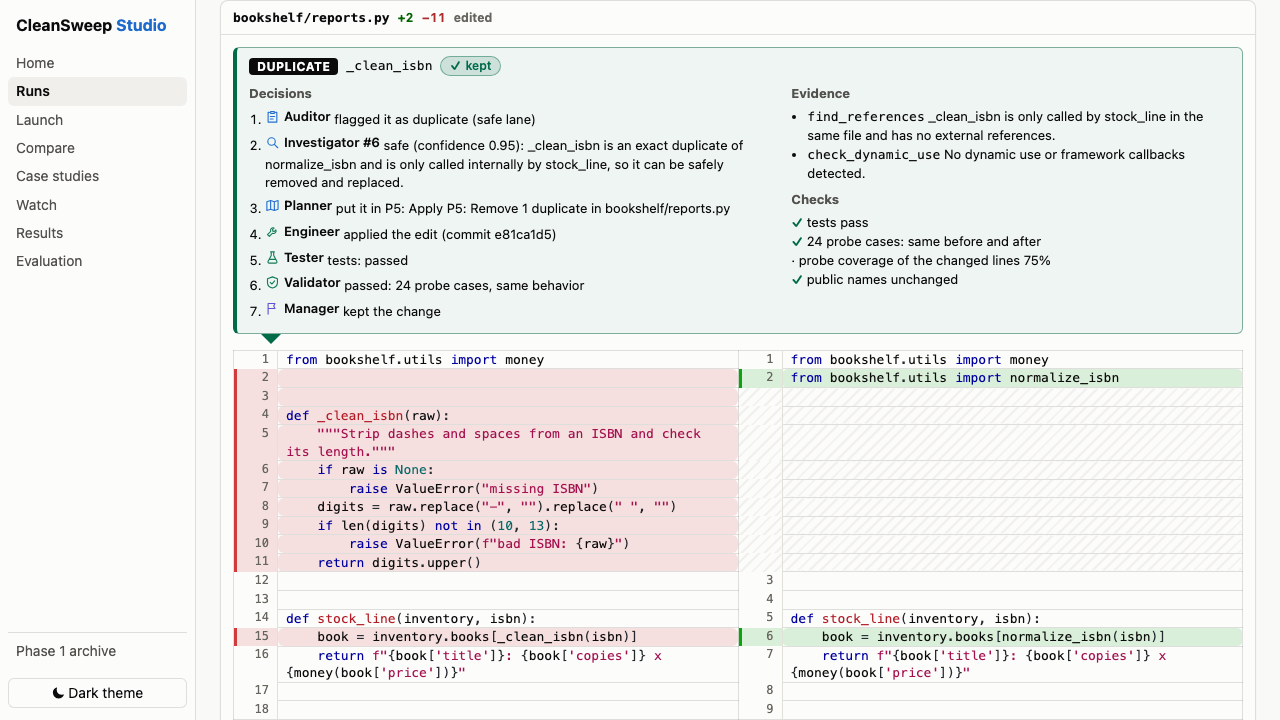 CleanSweep Studio
Home
Runs
Launch
Compare
Case studies
Watch
Results
Evaluation
Phase 1 archive
Dark theme
bookshelf/reports.py +2 −11 edited
DUPLICATE _clean_isbn ✓ kept
Decisions
1. Auditor flagged it as duplicate (safe lane)
2. Investigator #6 safe (confidence 0.95): _clean_isbn is an exact duplicate of
normalize_isbn and is only called internally by stock_line, so it can be safely
removed and replaced.
3. Planner put it in P5: Apply P5: Remove 1 duplicate in bookshelf/reports.py
4. Engineer applied the edit (commit e81ca1d5)
5. Tester tests: passed
6. Validator passed: 24 probe cases, same behavior
7. Manager kept the change
Evidence
• find_references _clean_isbn is only called by stock_line in the
same file and has no external references.
• check_dynamic_use No dynamic use or framework callbacks
detected.
Checks
✓ tests pass
✓ 24 probe cases: same before and after
· probe coverage of the changed lines 75%
✓ public names unchanged
1 from bookshelf.utils import money
2
3
4 def _clean_isbn(raw):
5     """Strip dashes and spaces from an ISBN and check
its length."""
6     if raw is None:
7         raise ValueError("missing ISBN")
8     digits = raw.replace("-", "").replace(" ", "")
9     if len(digits) not in (10, 13):
10         raise ValueError(f"bad ISBN: {raw}")
11     return digits.upper()
12
13
14 def stock_line(inventory, isbn):
15     book = inventory.books[_clean_isbn(isbn)]
16     return f"{book['title']}: {book['copies']} x
{money(book['price'])}"
17
18
1 from bookshelf.utils import money
2 from bookshelf.utils import normalize_isbn
3
4
5 def stock_line(inventory, isbn):
6     book = inventory.books[normalize_isbn(isbn)]
7     return f"{book['title']}: {book['copies']} x
{money(book['price'])}"
8
9